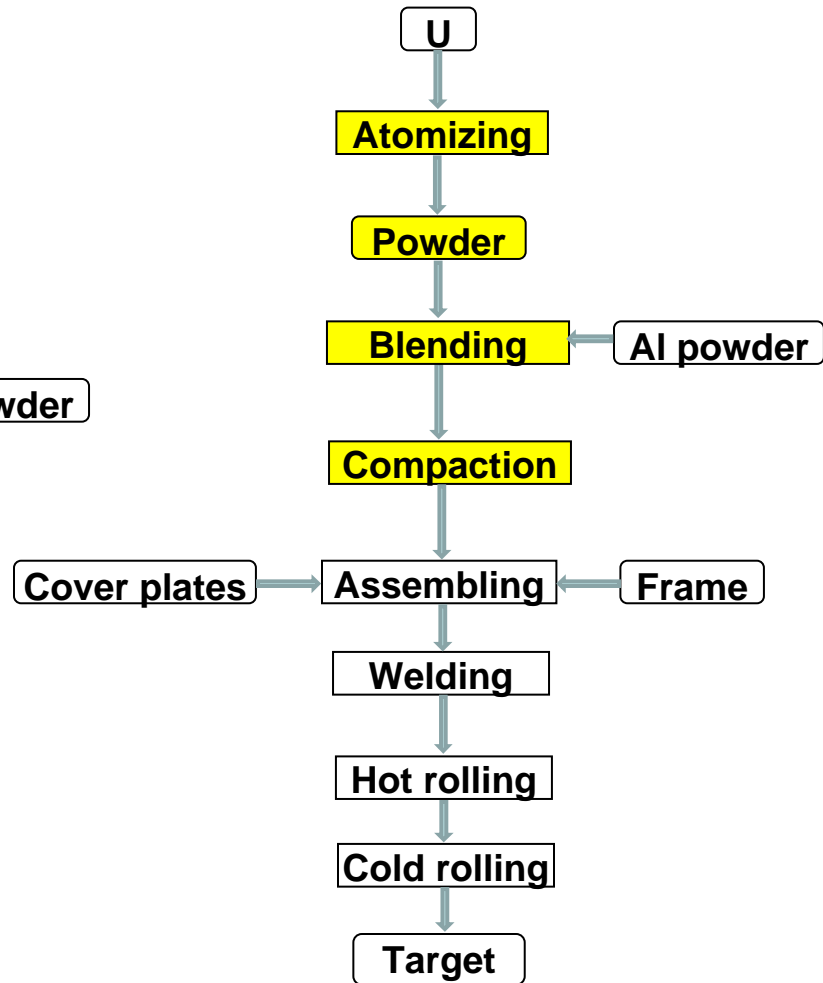 U
Atomizing
Powder
Blending
Al powder
wder
Compaction
Cover plates
Assembling
Frame
Welding
Hot rolling
Cold rolling
Target